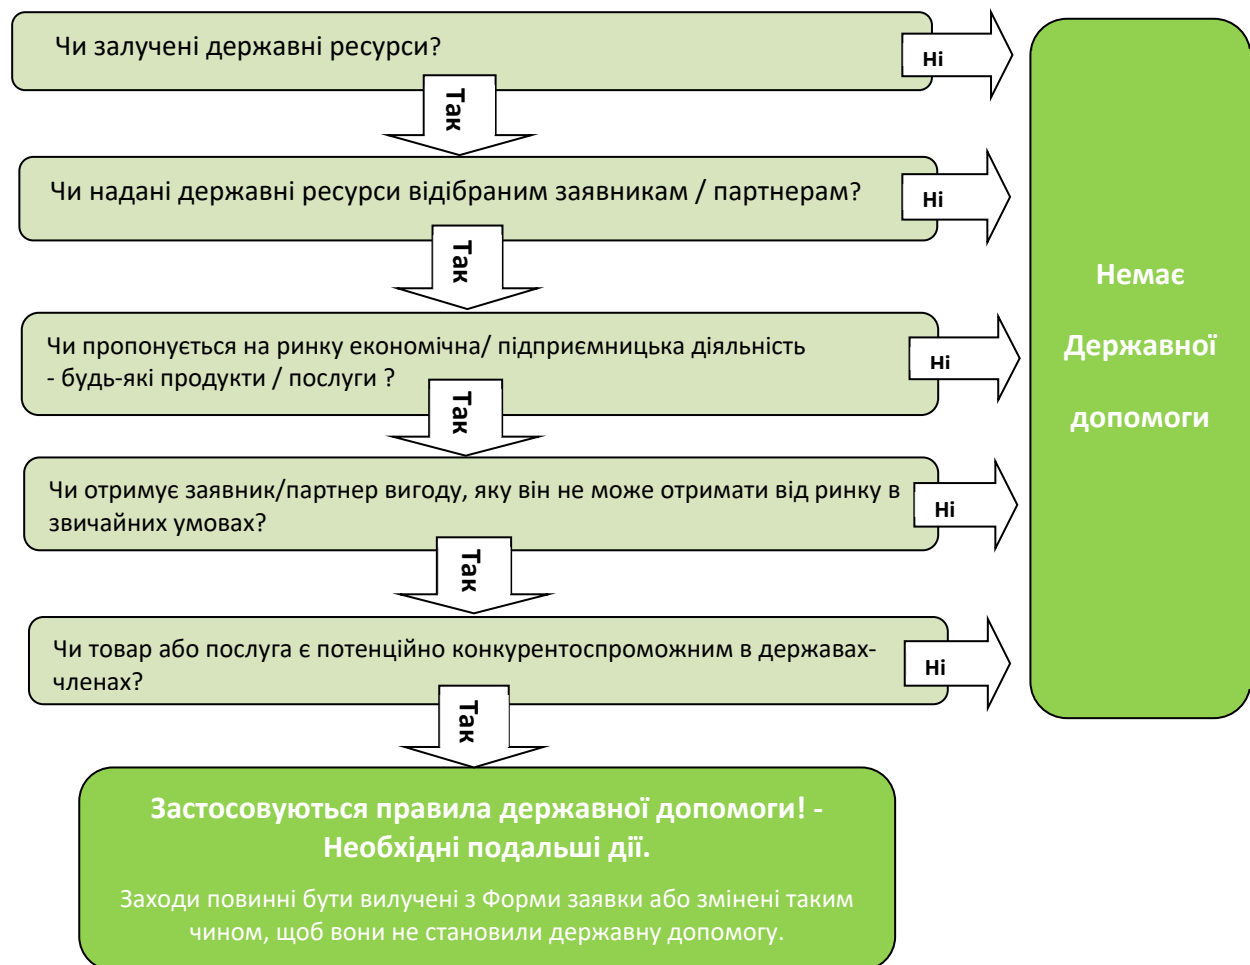 Чи залучені державні ресурси?
Ні
Так
Чи надані державні ресурси відібраним заявникам / партнерам?
Ні
Так
Чи пропонується на ринку економічна/ підприємницька діяльність
- будь-які продукти / послуги ?
Ні
Так
Чи отримує заявник/партнер вигоду, яку він не може отримати від ринку в
звичайних умовах?
Ні
Так
Чи товар або послуга є потенційно конкурентоспроможним в державах-
членах?
Ні
Так
Немає
Державної
допомоги
Застосовуються правила державної допомоги! -
Необхідні подальші дії.
Заходи повинні бути вилучені з Форми заявки або змінені таким
чином, щоб вони не становили державну допомогу.